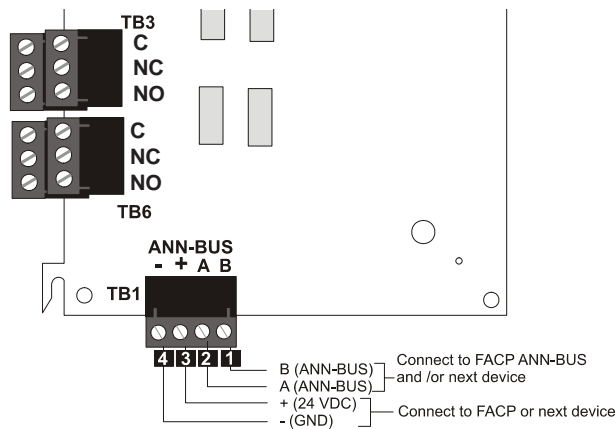 TB3
C
NC
NO
C
NC
NO
TB6
ANN-BUS
- + A B
TB1
4 3 2 1
B (ANN-BUS)
A (ANN-BUS)
Connect to FACP ANN-BUS
and /or next device
+ (24 VDC)
- (GND)
Connect to FACP or next device